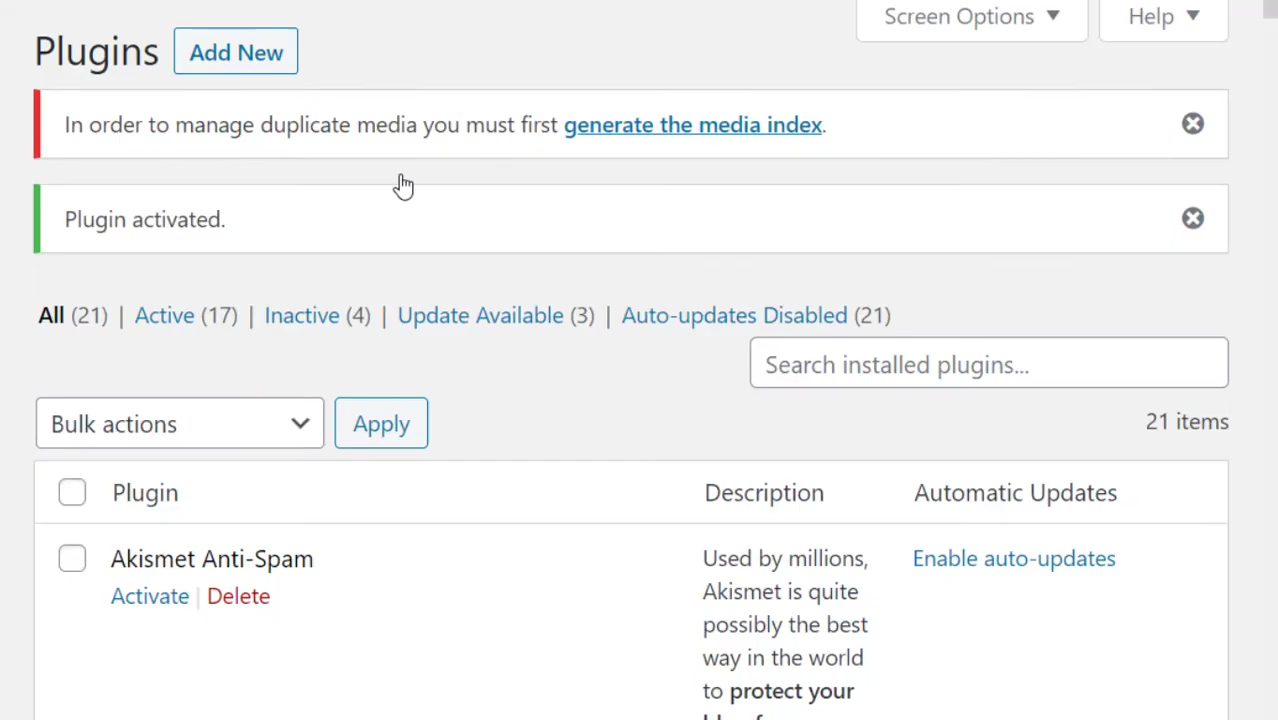 Screen Options Help
Plugins Add New
In order to manage duplicate media you must first generate the media index.
Plugin activated.
All (21) | Active (17) | Inactive (4) | Update Available (3) | Auto-updates Disabled (21)
Search installed plugins...
Bulk actions Apply
21 items
Plugin Description Automatic Updates
Akismet Anti-Spam
Activate | Delete
Used by millions,
Akismet is quite
possibly the best
way in the world
to protect your
Enable auto-updates